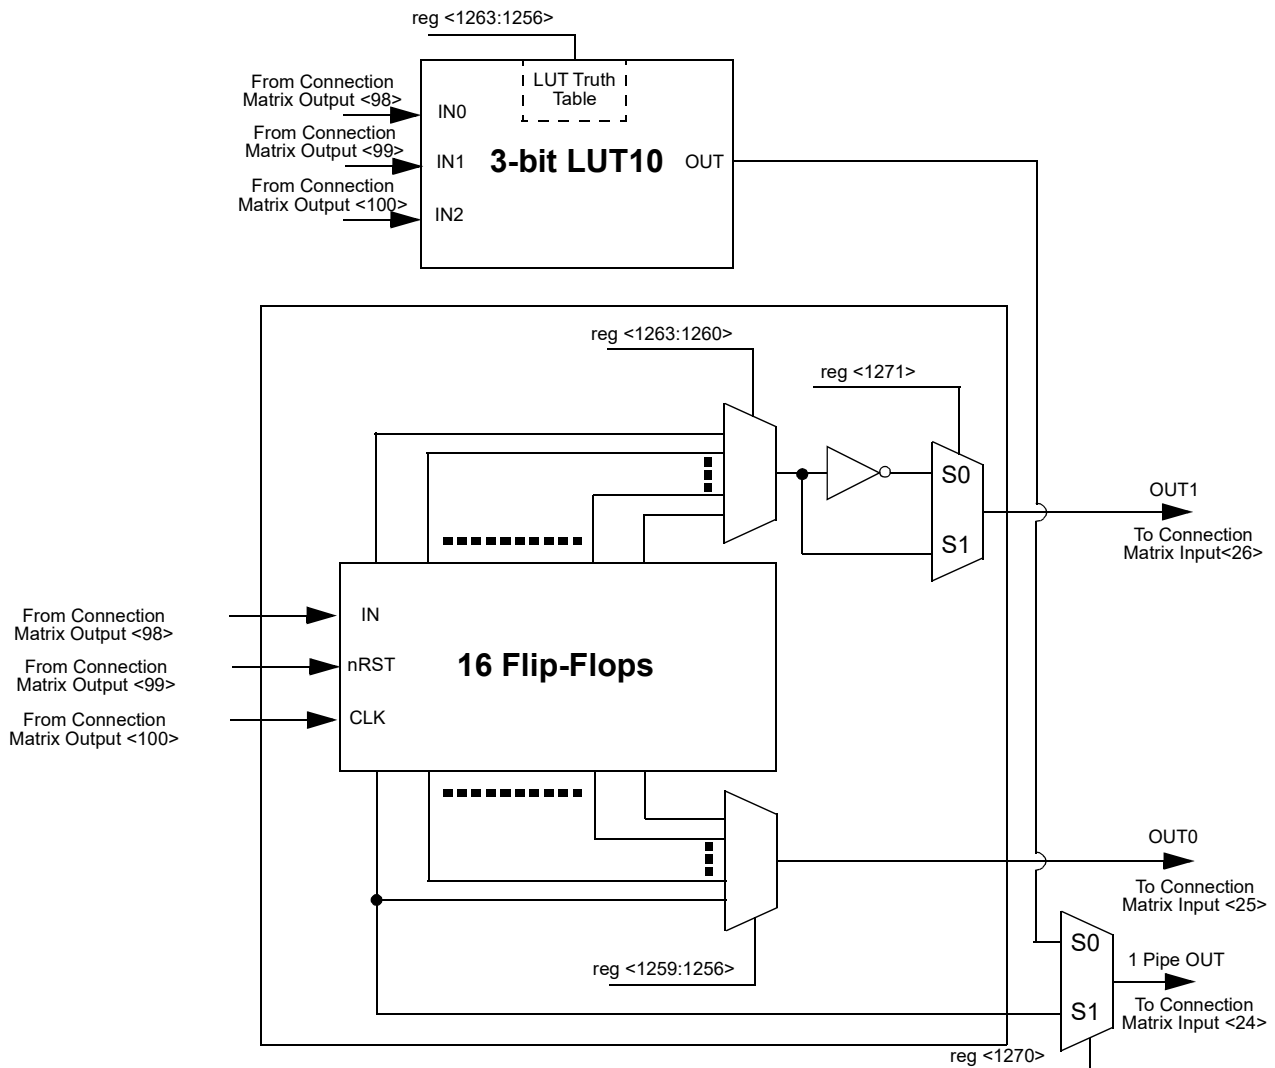 reg <1263:1256>
From Connection
Matrix Output <98>
LUT Truth
Table
IN0
From Connection
Matrix Output <99>
IN1
3-bit LUT10
OUT
From Connection
Matrix Output <100>
IN2
reg <1263:1260>
reg <1271>
S0
OUT1
S1
To Connection
Matrix Input<26>
From Connection
Matrix Output <98>
IN
From Connection
Matrix Output <99>
nRST
16 Flip-Flops
From Connection
Matrix Output <100>
CLK
OUT0
To Connection
Matrix Input <25>
reg <1259:1256>
S0
1 Pipe OUT
S1
To Connection
Matrix Input <24>
reg <1270>